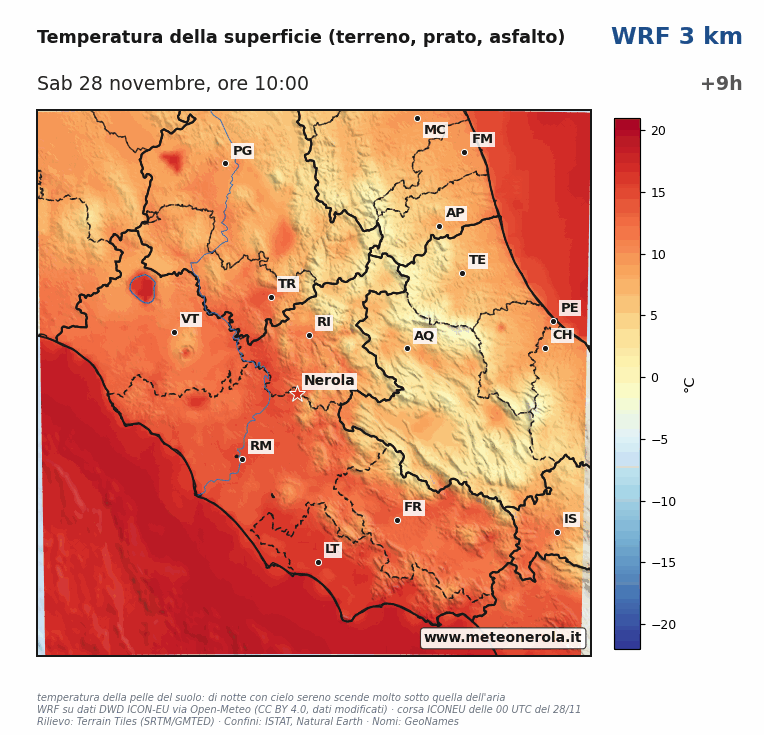 Temperatura della superficie (terreno, prato, asfalto)
WRF 3 km
Sab 28 novembre, ore 10:00
+9h
MC
FM
PG
AP
TE
TR
PE
VT
RI
AQ
CH
Nerola
RM
FR
IS
LT
www.meteonerola.it
20
15
10
5
0
−5
−10
−15
−20
°C
temperatura della pelle del suolo: di notte con cielo sereno scende molto sotto quella dell'aria
WRF su dati DWD ICON-EU via Open-Meteo (CC BY 4.0, dati modificati) · corsa ICONEU delle 00 UTC del 28/11
Rilievo: Terrain Tiles (SRTM/GMTED) · Confini: ISTAT, Natural Earth · Nomi: GeoNames